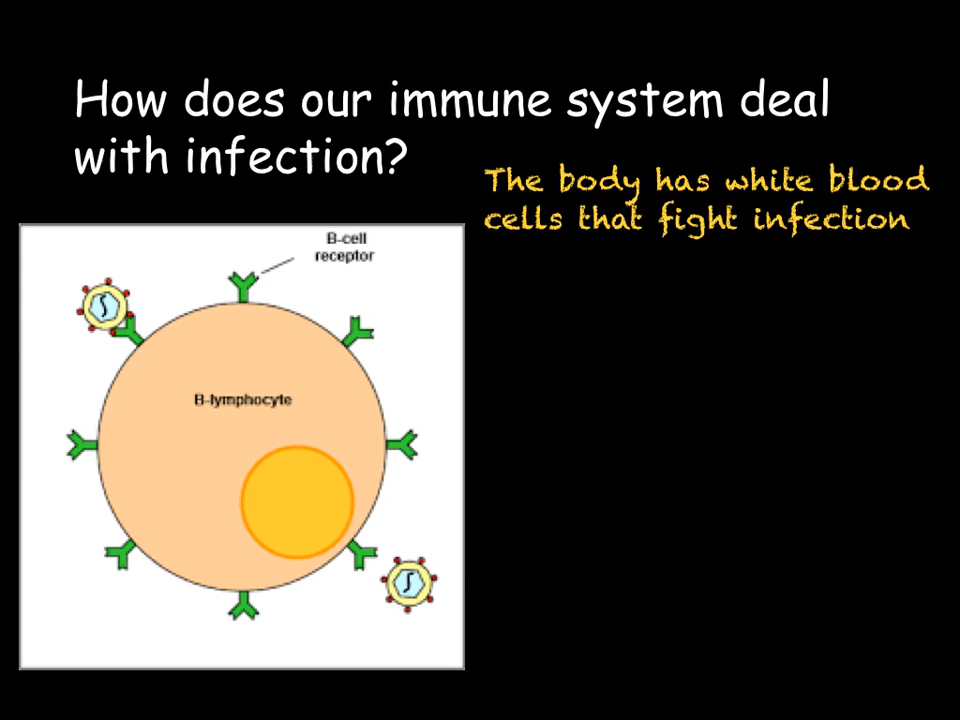 How does our immune system deal
with infection?
The body has white blood
cells that fight infection
B-cell
receptor
B-lymphocyte